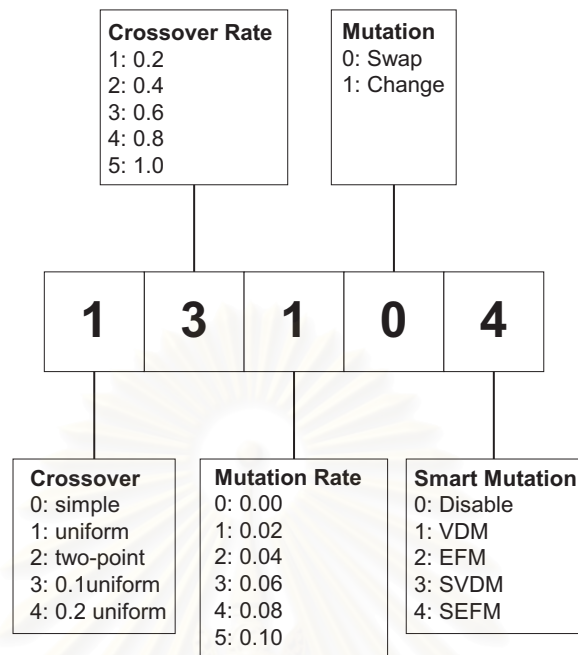 Crossover Rate
1: 0.2
2: 0.4
3: 0.6
4: 0.8
5: 1.0
Mutation
0: Swap
1: Change
1 3 1 0 4
Crossover
0: simple
1: uniform
2: two-point
3: 0.1uniform
4: 0.2 uniform
Mutation Rate
0: 0.00
1: 0.02
2: 0.04
3: 0.06
4: 0.08
5: 0.10
Smart Mutation
0: Disable
1: VDM
2: EFM
3: SVDM
4: SEFM